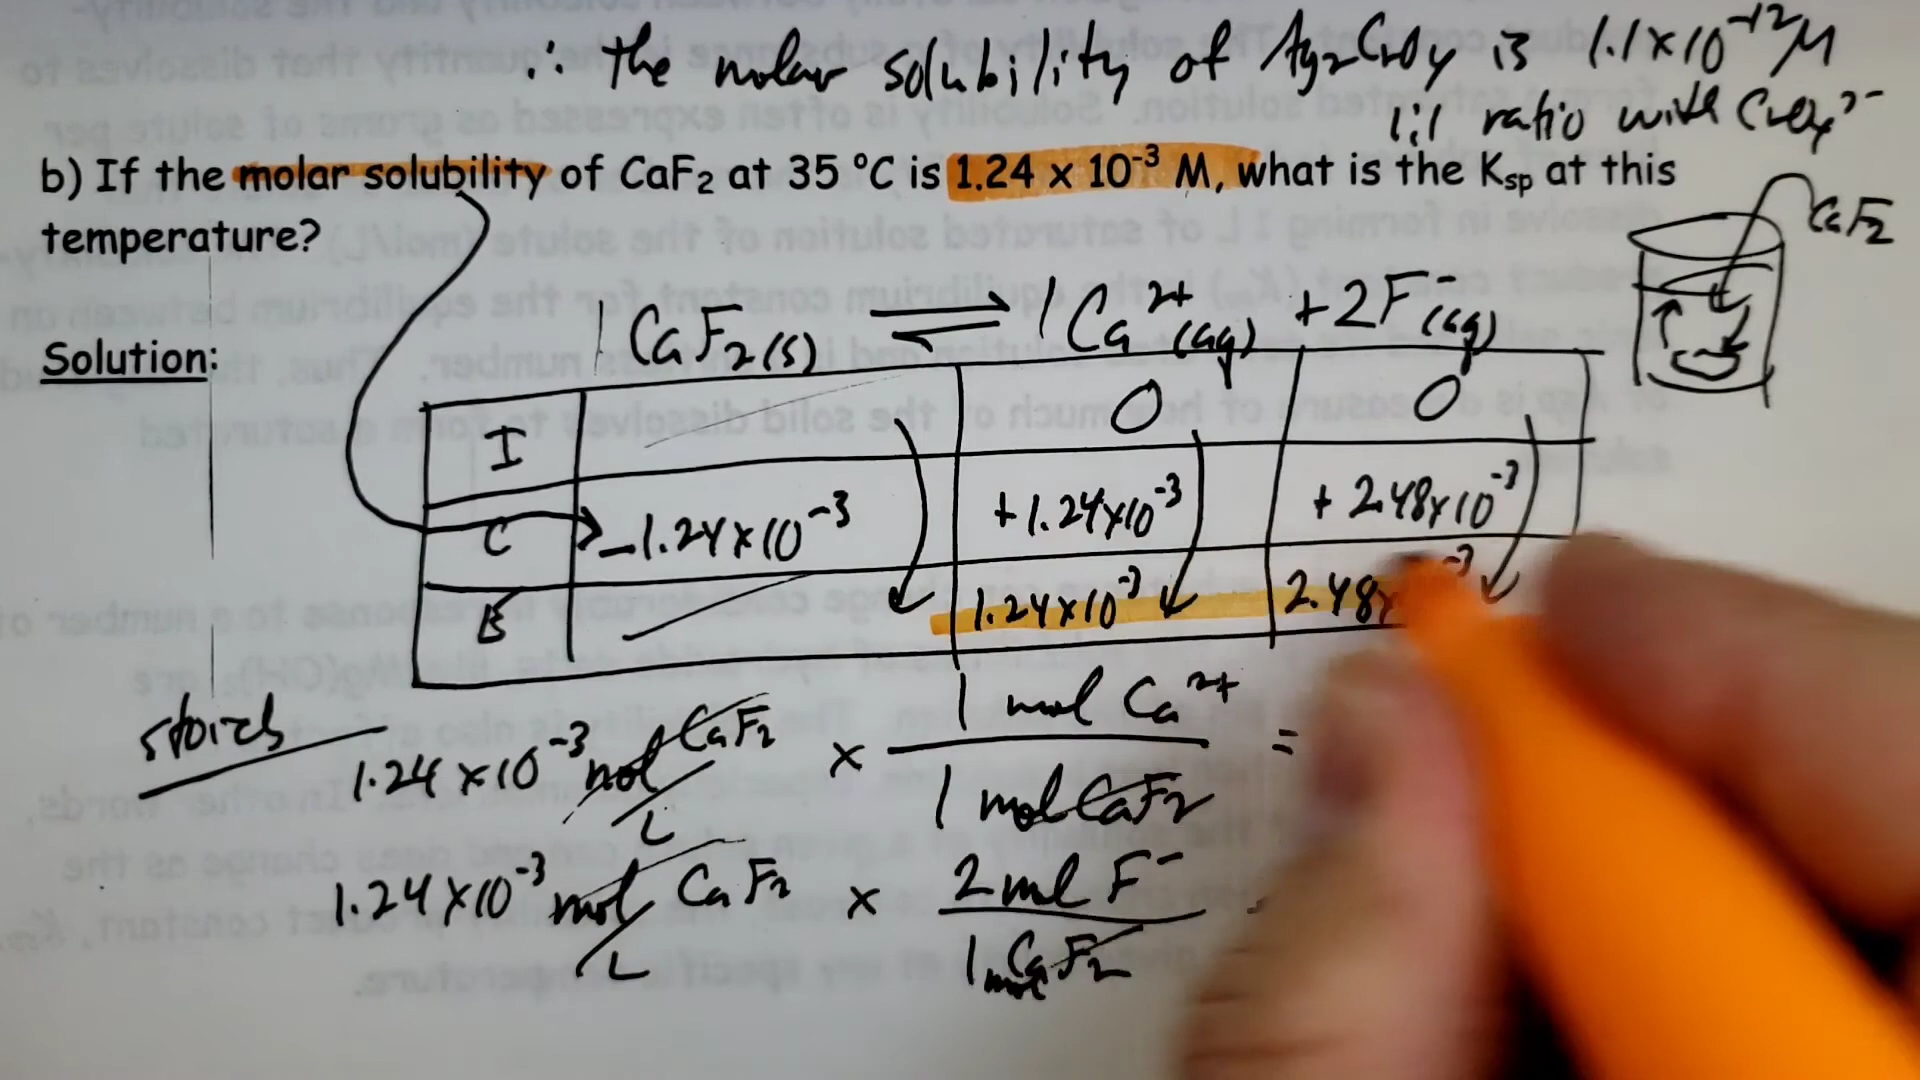 ∴ the molar solubility of Ag₂CrO₄ is 1.1×10⁻¹² M
1:1 ratio with CrO₄²⁻
b) If the molar solubility of CaF₂ at 35 °C is 1.24 x 10⁻³ M, what is the Ksp at this
temperature?
CaF₂
Solution:
1 CaF₂(s) ⇌ 1 Ca²⁺(aq) + 2F⁻(aq)
I 0 0
C -1.24×10⁻³ +1.24×10⁻³ +2.48×10⁻³
E 1.24×10⁻³ 2.48×
stoich
1.24×10⁻³ mol CaF₂ / L × 1 mol Ca²⁺ / 1 mol CaF₂ =
1.24×10⁻³ mol CaF₂ / L × 2 mol F⁻ / 1 mol CaF₂